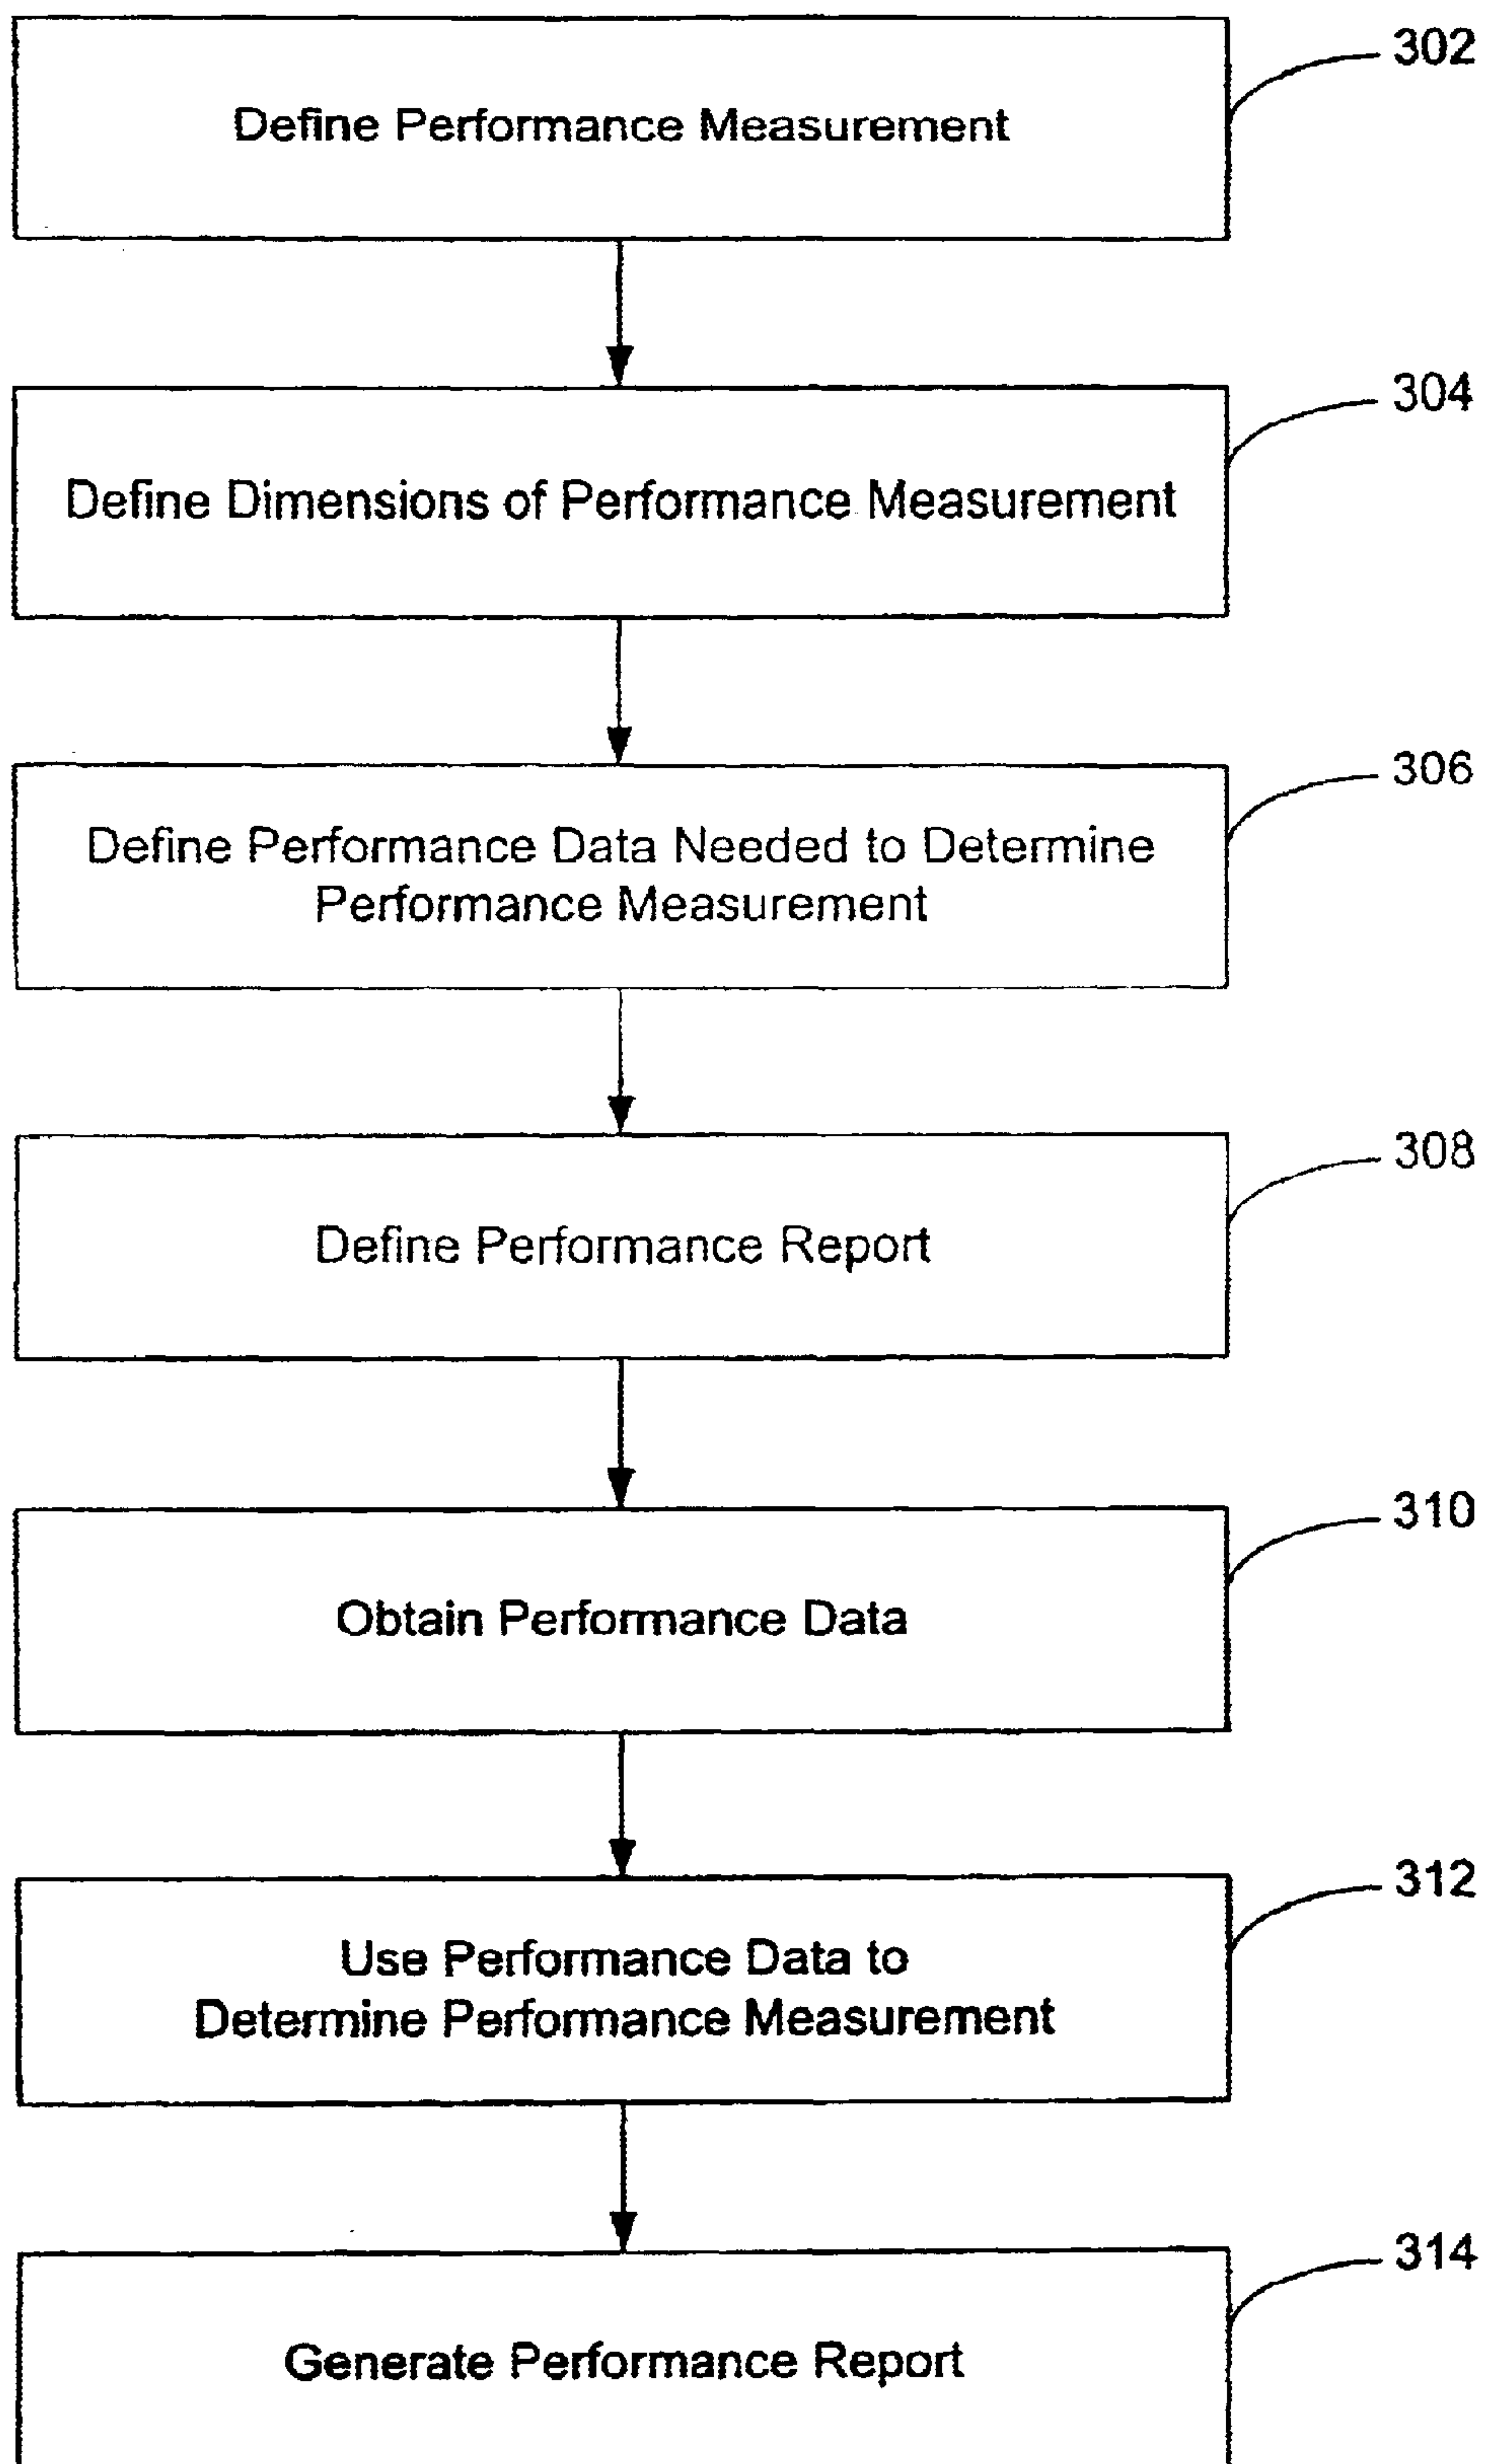 302
Define Performance Measurement
304
Define Dimensions of Performance Measurement
306
Define Performance Data Needed to Determine
Performance Measurement
308
Define Performance Report
310
Obtain Performance Data
312
Use Performance Data to
Determine Performance Measurement
314
Generate Performance Report